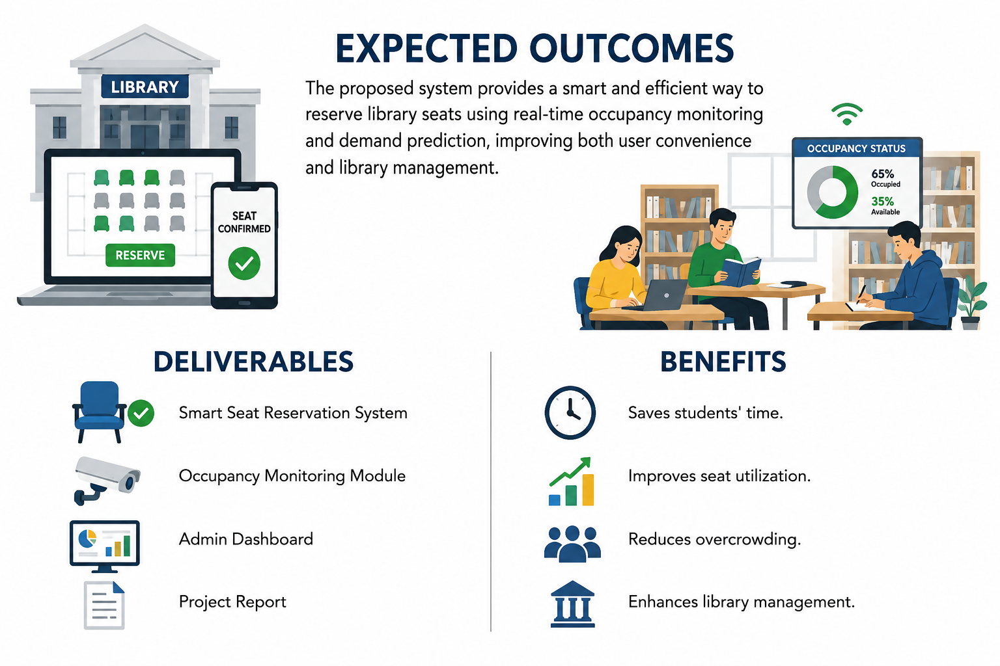 LIBRARY
EXPECTED OUTCOMES
The proposed system provides a smart and efficient way to
reserve library seats using real-time occupancy monitoring
and demand prediction, improving both user convenience
and library management.
RESERVE
SEAT
CONFIRMED
OCCUPANCY STATUS
65%
Occupied
35%
Available
DELIVERABLES
Smart Seat Reservation System
Occupancy Monitoring Module
Admin Dashboard
Project Report
BENEFITS
Saves students' time.
Improves seat utilization.
Reduces overcrowding.
Enhances library management.